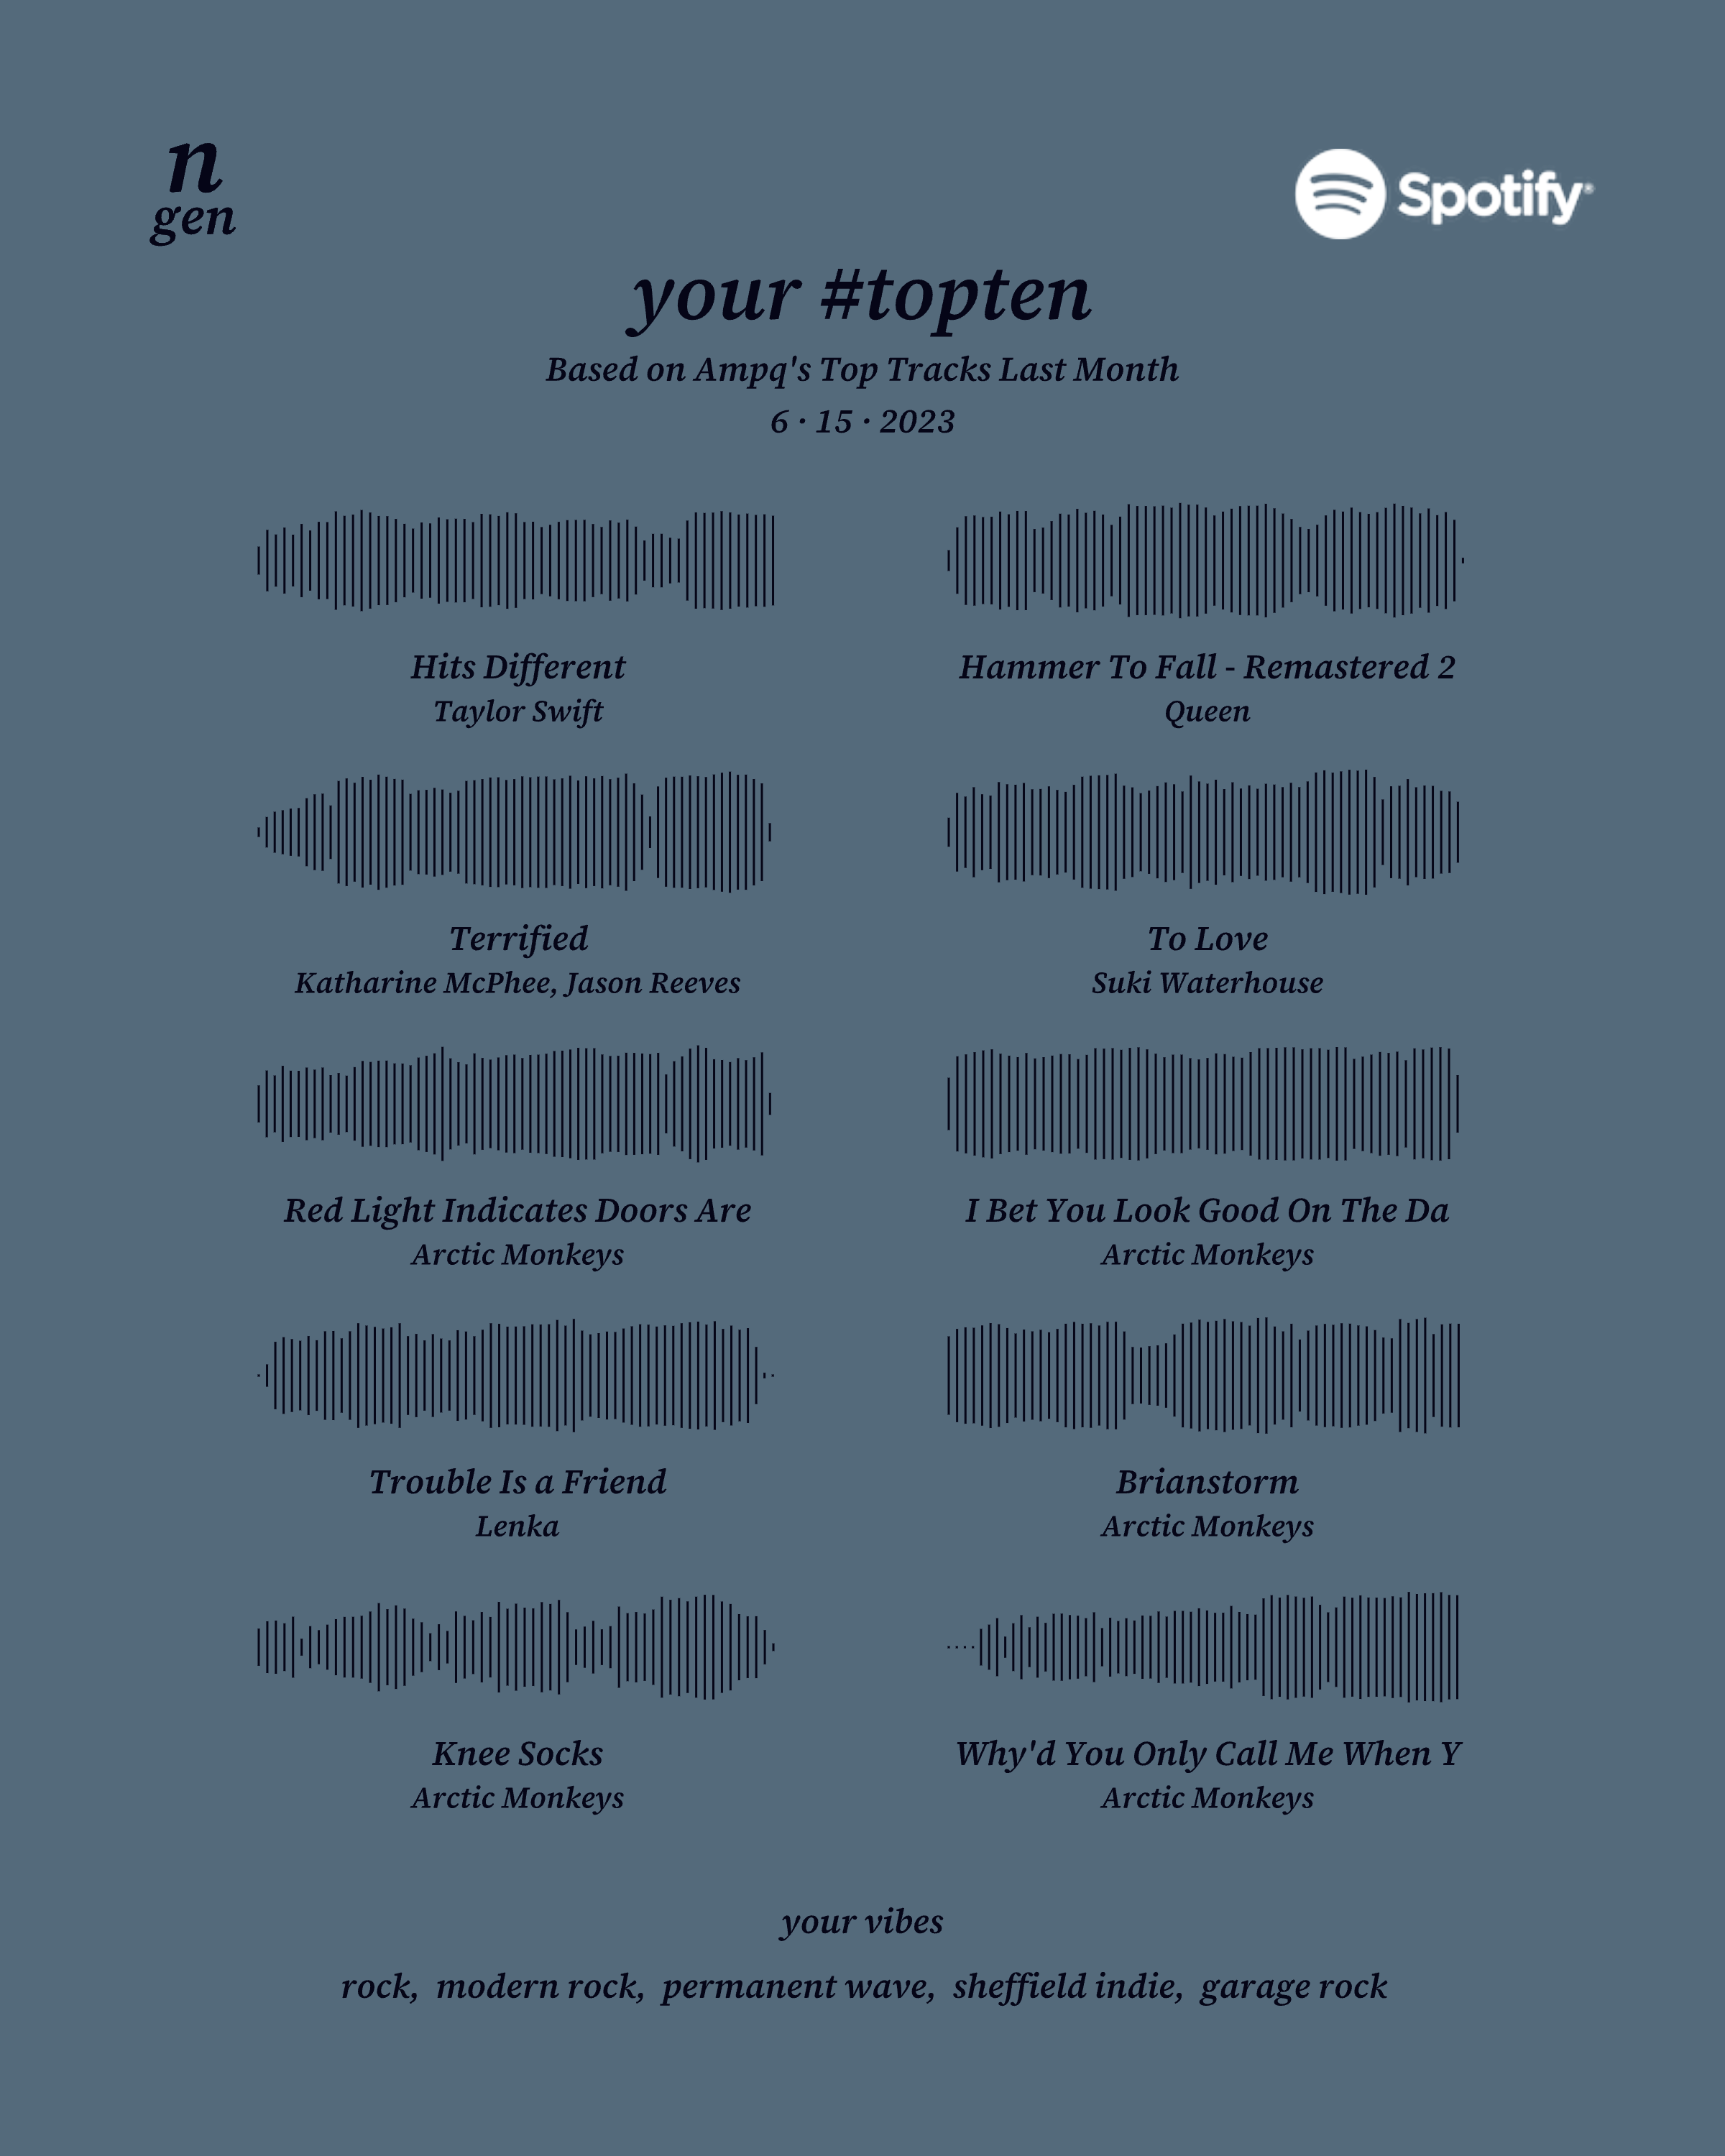 n
gen
Spotify®
your #topten
Based on Ampq's Top Tracks Last Month
6 · 15 · 2023
Hits Different
Taylor Swift
Hammer To Fall - Remastered 2
Queen
Terrified
Katharine McPhee, Jason Reeves
To Love
Suki Waterhouse
Red Light Indicates Doors Are
Arctic Monkeys
I Bet You Look Good On The Da
Arctic Monkeys
Trouble Is a Friend
Lenka
Brianstorm
Arctic Monkeys
Knee Socks
Arctic Monkeys
Why'd You Only Call Me When Y
Arctic Monkeys
your vibes
rock, modern rock, permanent wave, sheffield indie, garage rock